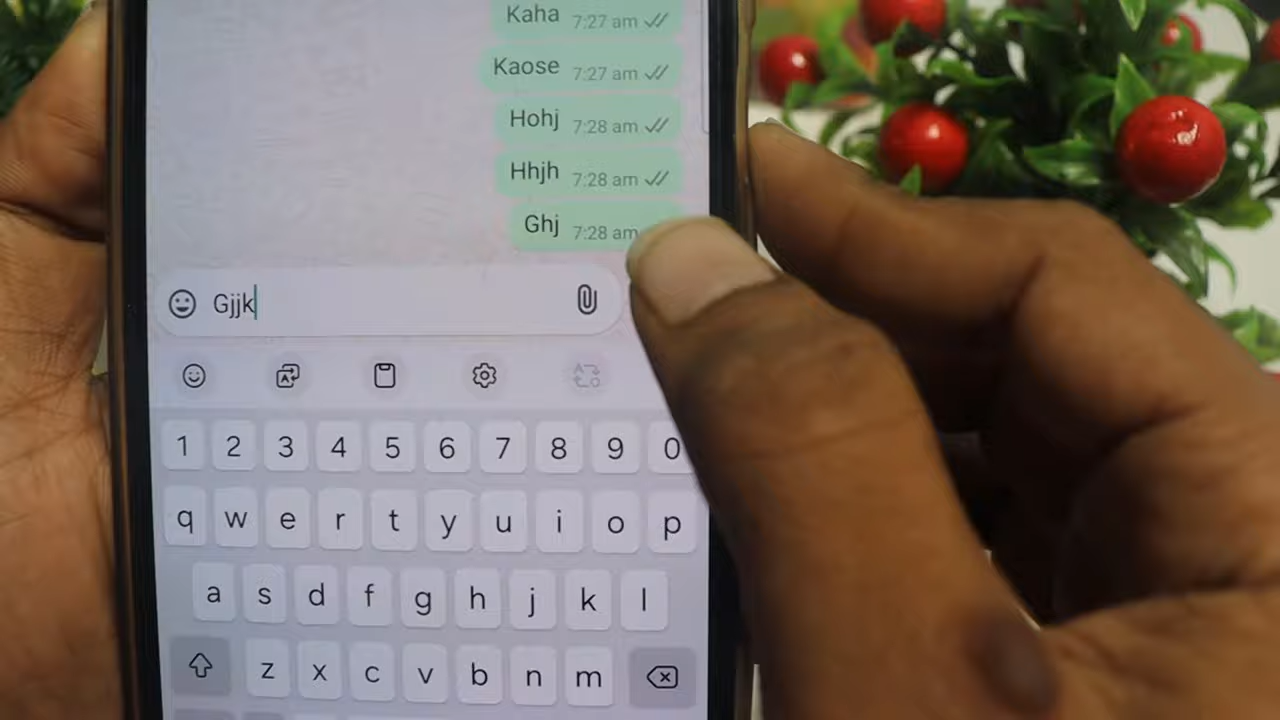 Kaha 7:27 am
Kaose 7:27 am
Hohj 7:28 am
Hhjh 7:28 am
Ghj 7:28 am
Gjjk
1 2 3 4 5 6 7 8 9 0
q w e r t y u i o p
a s d f g h j k l
z x c v b n m